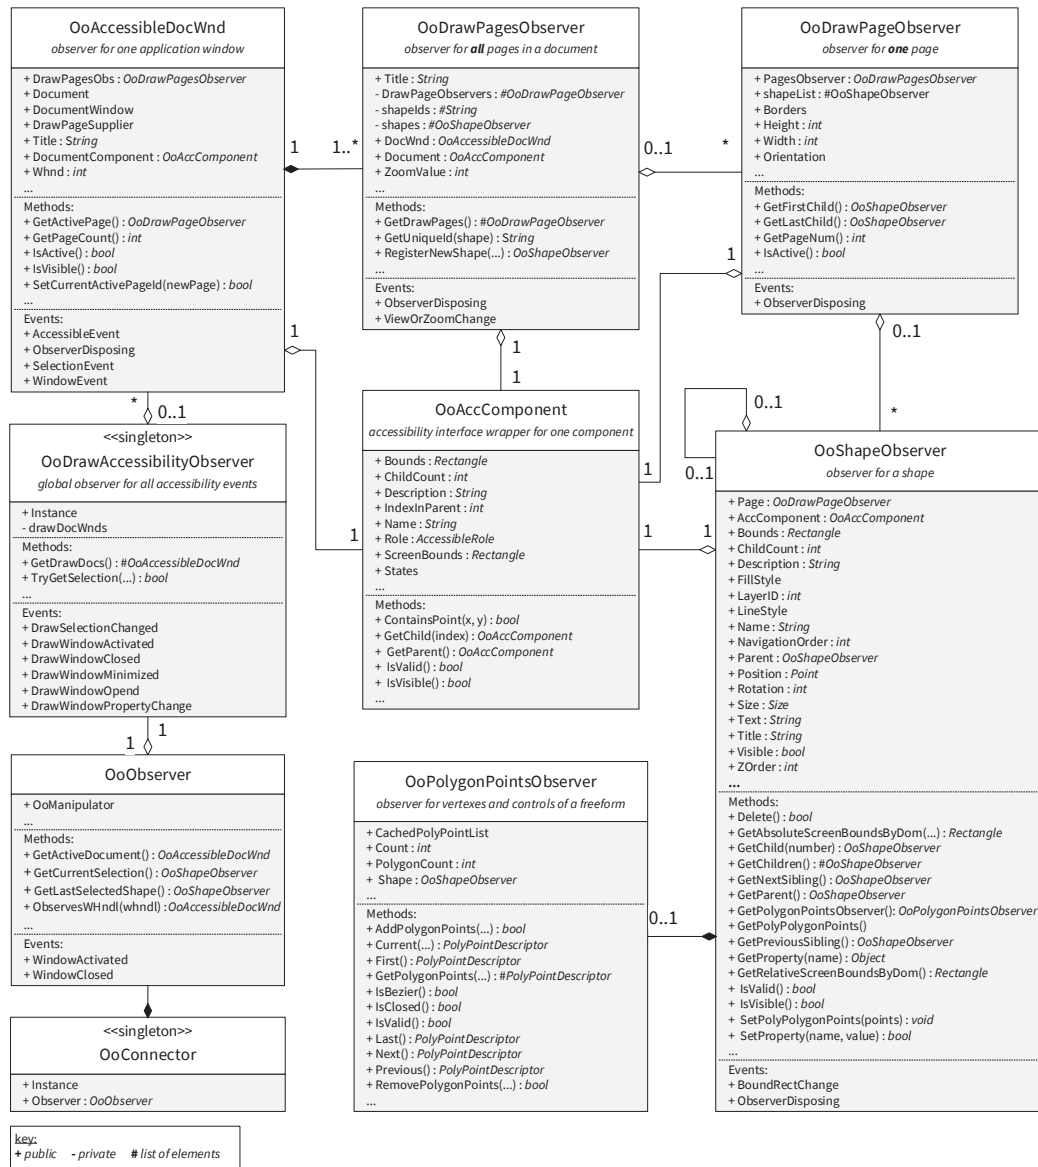 OoAccessibleDocWnd
observer for one application window
+ DrawPagesObs : OoDrawPagesObserver
+ Document
+ DocumentWindow
+ DrawPageSupplier
+ Title : String
+ DocumentComponent : OoAccComponent
+ Whnd : int
...
Methods:
+ GetActivePage() : OoDrawPageObserver
+ GetPageCount() : int
+ IsActive() : bool
+ IsVisible() : bool
+ SetCurrentActivePageId(newPage) : bool
...
Events:
+ AccessibleEvent
+ ObserverDisposing
+ SelectionEvent
+ WindowEvent
1
1..*
OoDrawPagesObserver
observer for all pages in a document
+ Title : String
- DrawPageObservers : #OoDrawPageObserver
- shapeIds : #String
- shapes : #OoShapeObserver
+ DocWnd : OoAccessibleDocWnd
+ Document : OoAccComponent
+ ZoomValue : int
...
Methods:
+ GetDrawPages() : #OoDrawPageObserver
+ GetUniqueId(shape) : String
+ RegisterNewShape(...) : OoShapeObserver
...
Events:
+ ObserverDisposing
+ ViewOrZoomChange
0..1
*
OoDrawPageObserver
observer for one page
+ PagesObserver : OoDrawPagesObserver
+ shapeList : #OoShapeObserver
+ Borders
+ Height : int
+ Width : int
+ Orientation
...
Methods:
+ GetFirstChild() : OoShapeObserver
+ GetLastChild() : OoShapeObserver
+ GetPageNum() : int
+ IsActive() : bool
...
Events:
+ ObserverDisposing
1
1
1
1
0..1
*
0..1
0..1
*
0..1
<<singleton>>
OoDrawAccessibilityObserver
global observer for all accessibility events
+ Instance
- drawDocWnds
Methods:
+ GetDrawDocs() : #OoAccessibleDocWnd
+ TryGetSelection(...) : bool
...
Events:
+ DrawSelectionChanged
+ DrawWindowActivated
+ DrawWindowClosed
+ DrawWindowMinimized
+ DrawWindowOpend
+ DrawWindowPropertyChange
1
1
1
OoAccComponent
accessibility interface wrapper for one component
+ Bounds : Rectangle
+ ChildCount : int
+ Description : String
+ IndexInParent : int
+ Name : String
+ Role : AccessibleRole
+ ScreenBounds : Rectangle
+ States
...
Methods:
+ ContainsPoint(x, y) : bool
+ GetChild(index) : OoAccComponent
+ GetParent() : OoAccComponent
+ IsValid() : bool
+ IsVisible() : bool
...
1
1
1
OoShapeObserver
observer for a shape
+ Page : OoDrawPageObserver
+ AccComponent : OoAccComponent
+ Bounds : Rectangle
+ ChildCount : int
+ Description : String
+ FillStyle
+ LayerID : int
+ LineStyle
+ Name : String
+ NavigationOrder : int
+ Parent : OoShapeObserver
+ Position : Point
+ Rotation : int
+ Size : Size
+ Text : String
+ Title : String
+ Visible : bool
+ ZOrder : int
...
Methods:
+ Delete() : bool
+ GetAbsoluteScreenBoundsByDom(...) : Rectangle
+ GetChild(number) : OoShapeObserver
+ GetChildren() : #OoShapeObserver
+ GetNextSibling() : OoShapeObserver
+ GetParent() : OoShapeObserver
+ GetPolygonPointsObserver(): OoPolygonPointsObserver
+ GetPolyPolygonPoints()
+ GetPreviousSibling() : OoShapeObserver
+ GetProperty(name) : Object
+ GetRelativeScreenBoundsByDom() : Rectangle
+ IsValid() : bool
+ IsVisible() : bool
+ SetPolyPolygonPoints(points) : void
+ SetProperty(name, value) : bool
...
Events:
+ BoundRectChange
+ ObserverDisposing
OoObserver
+ OoManipulator
...
Methods:
+ GetActiveDocument() : OoAccessibleDocWnd
+ GetCurrentSelection() : OoShapeObserver
+ GetLastSelectedShape() : OoShapeObserver
+ ObservesWHndl(whndl) : OoAccessibleDocWnd
...
Events:
+ WindowActivated
+ WindowClosed
OoPolygonPointsObserver
observer for vertexes and controls of a freeform
+ CachedPolyPointList
+ Count : int
+ PolygonCount : int
+ Shape : OoShapeObserver
...
Methods:
+ AddPolygonPoints(...) : bool
+ Current(...) : PolyPointDescriptor
+ First() : PolyPointDescriptor
+ GetPolygonPoints(...) : #PolyPointDescriptor
+ IsBezier() : bool
+ IsClosed() : bool
+ IsValid() : bool
+ Last() : PolyPointDescriptor
+ Next() : PolyPointDescriptor
+ Previous() : PolyPointDescriptor
+ RemovePolygonPoints(...) : bool
...
0..1
<<singleton>>
OoConnector
+ Instance
+ Observer : OoObserver
key:
+ public - private # list of elements